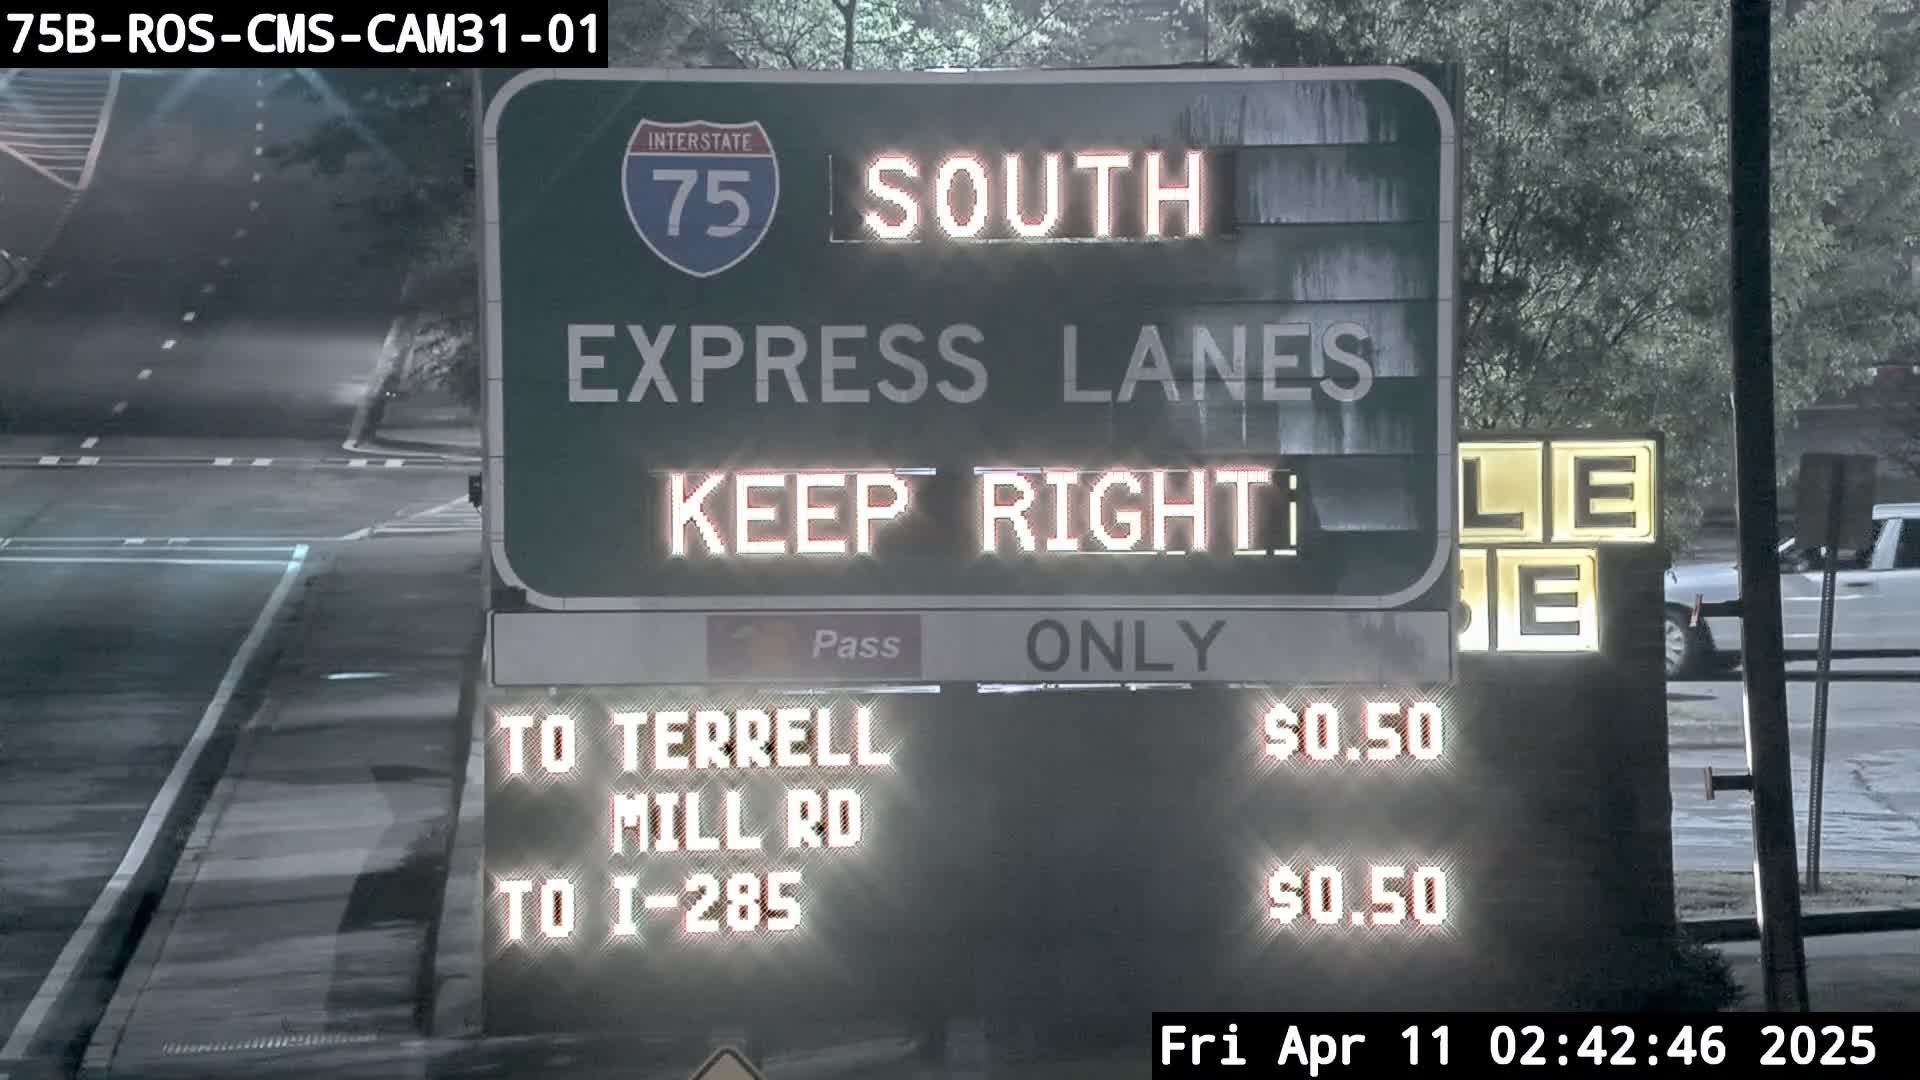 75B-ROS-CMS-CAM31-01
INTERSTATE
75
SOUTH
EXPRESS LANES
KEEP RIGHT
Pass ONLY
LE
E
TO TERRELL $0.50
MILL RD
TO I-285 $0.50
Fri Apr 11 02:42:46 2025